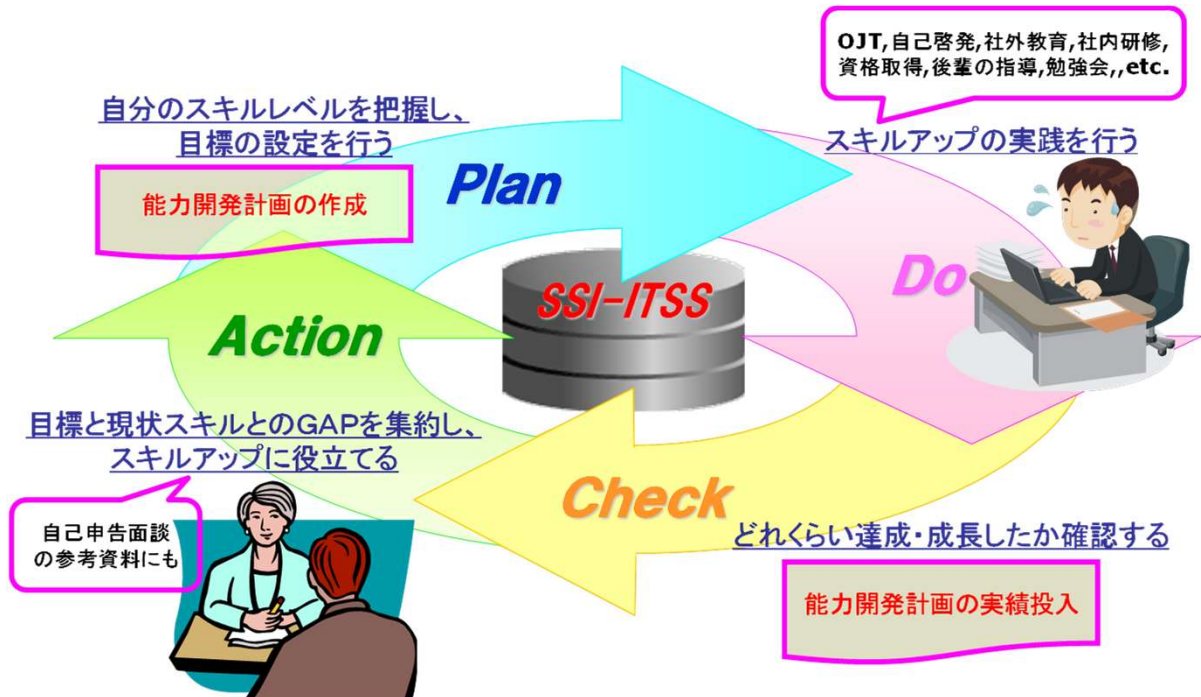 OJT,自己啓発,社外教育,社内研修,
資格取得,後輩の指導,勉強会,,etc.
自分のスキルレベルを把握し、
目標の設定を行う
能力開発計画の作成
Plan
スキルアップの実践を行う
Do
SSI-ITSS
Action
目標と現状スキルとのGAPを集約し、
スキルアップに役立てる
自己申告面談
の参考資料にも
Check
どれくらい達成・成長したか確認する
能力開発計画の実績投入